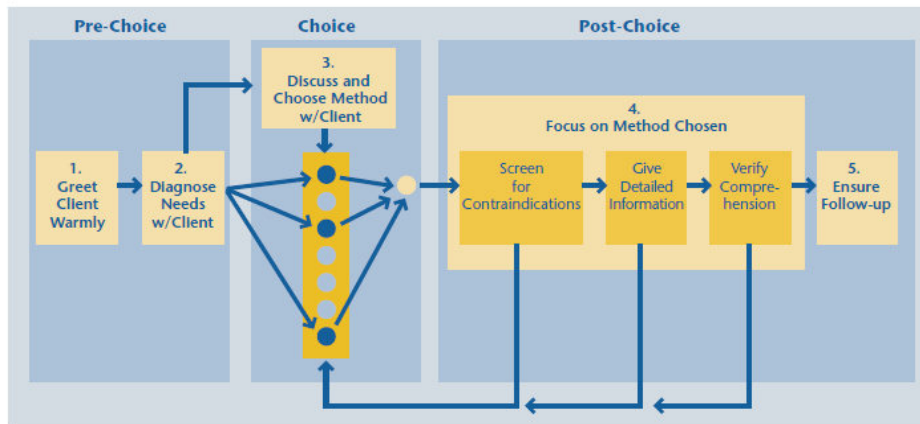 Pre-Choice
Choice
Post-Choice
1.
Greet
Client
Warmly
2.
Diagnose
Needs
w/Client
3.
Discuss and
Choose Method
w/Client
4.
Focus on Method Chosen
Screen
for
Contraindications
Give
Detailed
Information
Verify
Compre-
hension
5.
Ensure
Follow-up